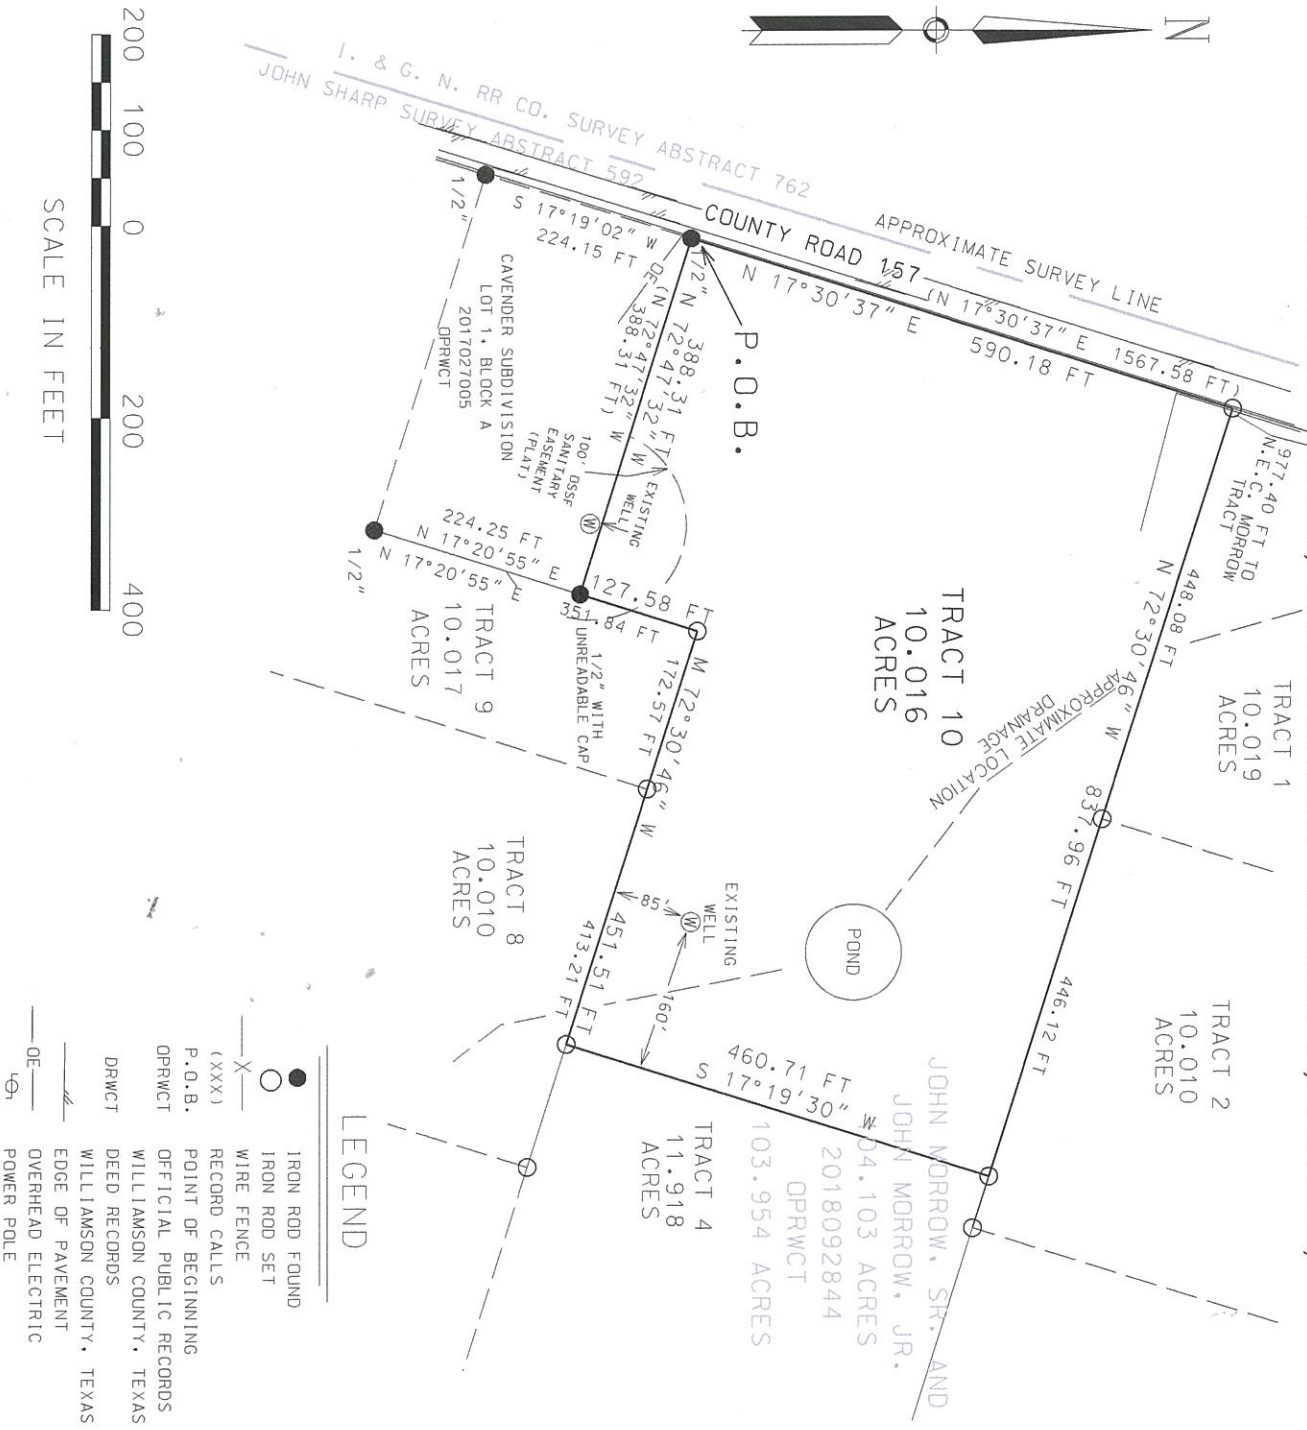 N
I. & G. N. RR CO. SURVEY ABSTRACT 762
JOHN SHARP SURVEY ABSTRACT 592
APPROXIMATE SURVEY LINE
COUNTY ROAD 157
(N 17°30'37" E 1567.58 FT)
N 17°30'37" E
590.18 FT
977.40 FT TO
N.E.C. MORROW
TRACT
P.O.B.
1/2"
S 17°19'02" W
224.15 FT
1/2"
OE
388.31 FT
N 72°47'32" W
(N 72°47'32" W
388.31 FT)
CAVENDER SUBDIVISION
LOT 1, BLOCK A
2017027005
OPRWCT
100' OSSF
SANITARY
EASEMENT
(PLAT)
EXISTING
WELL
W
224.25 FT
N 17°20'55" E
N 17°20'55" E
1/2"
127.58 FT
351.84 FT
1/2" WITH
UNREADABLE CAP
TRACT 9
10.017
ACRES
TRACT 10
10.016
ACRES
448.08 FT
N 72°30'46" W
837.96 FT
446.12 FT
TRACT 1
10.019
ACRES
APPROXIMATE LOCATION
DRAINAGE
172.57 FT
N 72°30'46" W
451.51 FT
413.21 FT
TRACT 8
10.010
ACRES
EXISTING
WELL
W
85'
160'
POND
TRACT 2
10.010
ACRES
460.71 FT
S 17°19'30" W
TRACT 4
11.918
ACRES
JOHN MORROW, SR. AND
JOHN MORROW, JR.
104.103 ACRES
2018092844
OPRWCT
103.954 ACRES
200 100 0 200 400
SCALE IN FEET
LEGEND
IRON ROD FOUND
IRON ROD SET
X WIRE FENCE
(XXX) RECORD CALLS
P.O.B. POINT OF BEGINNING
OPRWCT OFFICIAL PUBLIC RECORDS
WILLIAMSON COUNTY, TEXAS
DRWCT DEED RECORDS
WILLIAMSON COUNTY, TEXAS
EDGE OF PAVEMENT
OE OVERHEAD ELECTRIC
POWER POLE